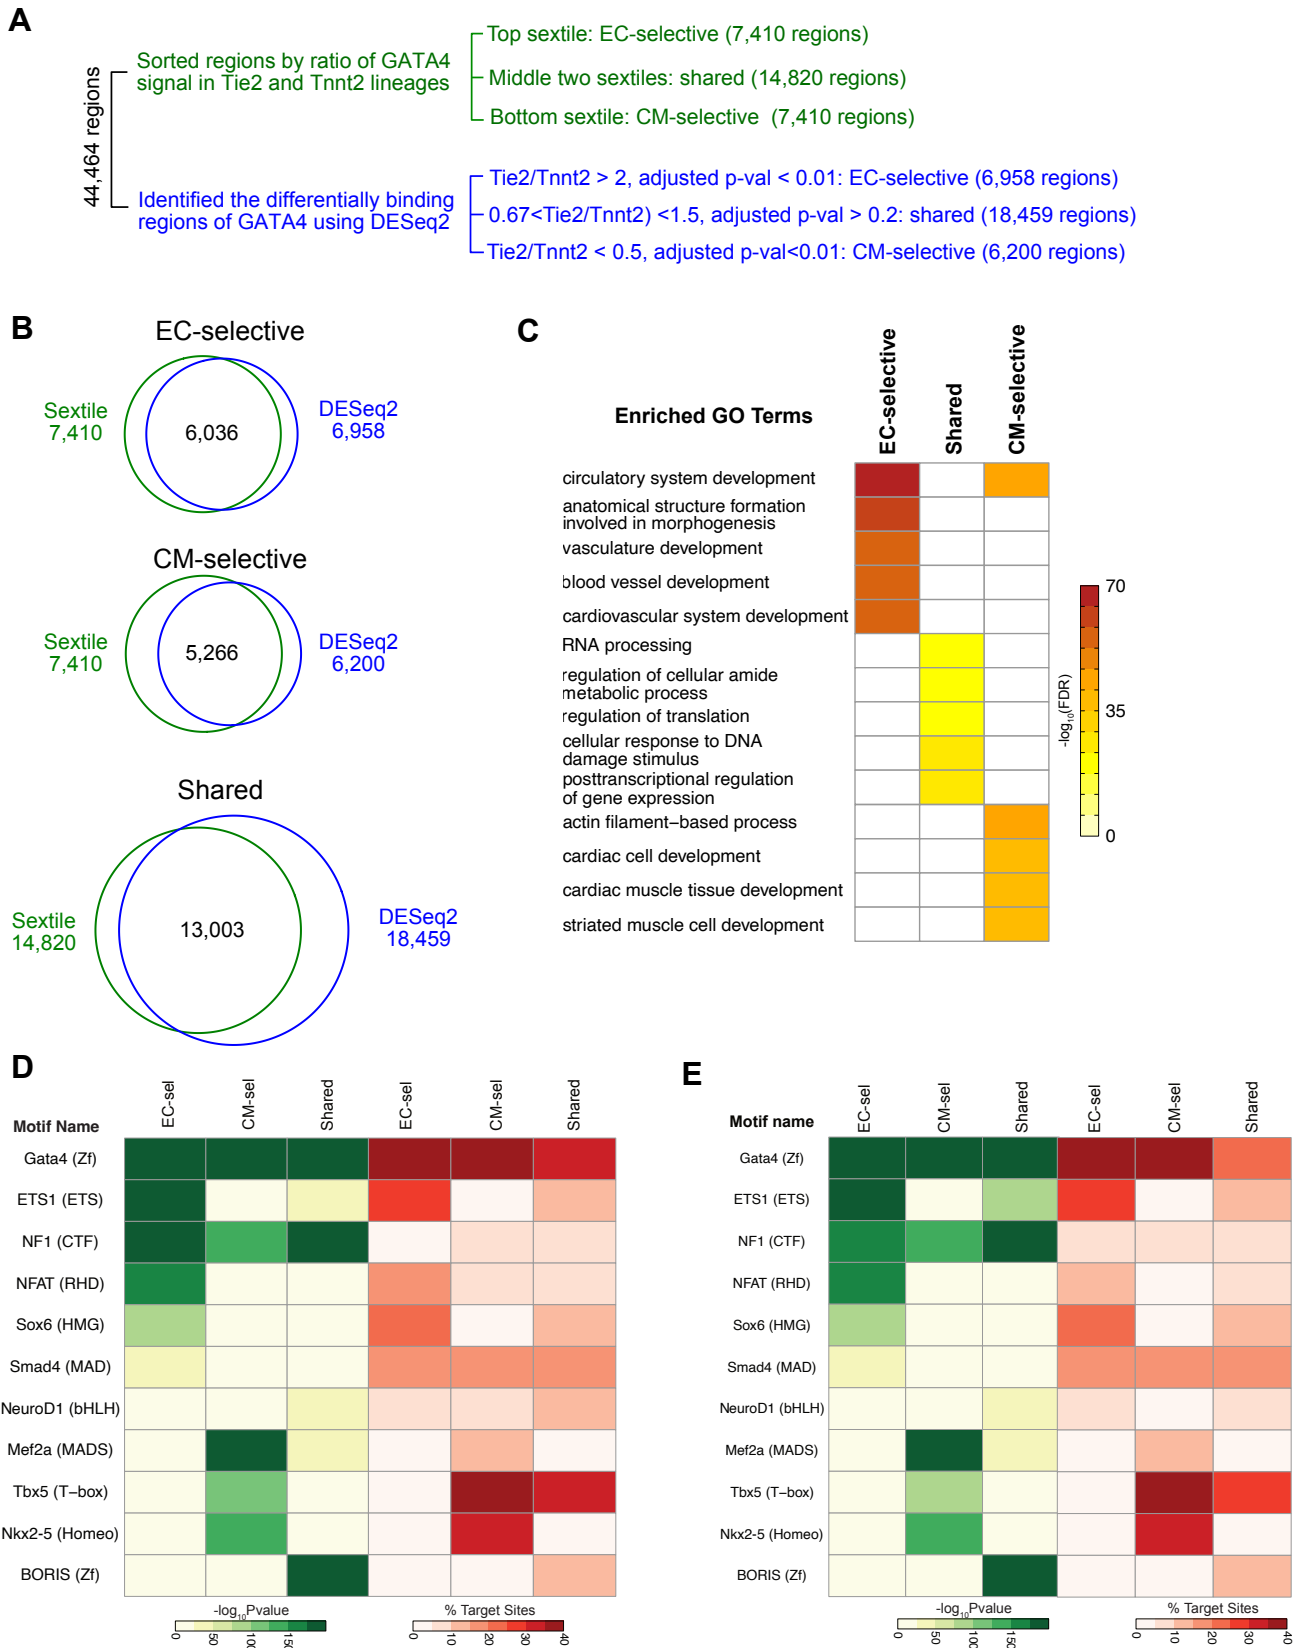 A
44,464 regions
Sorted regions by ratio of GATA4
signal in Tie2 and Tnnt2 lineages
Top sextile: EC-selective (7,410 regions)
Middle two sextiles: shared (14,820 regions)
Bottom sextile: CM-selective  (7,410 regions)
Identified the differentially binding
regions of GATA4 using DESeq2
Tie2/Tnnt2 > 2, adjusted p-val < 0.01: EC-selective (6,958 regions)
0.67<Tie2/Tnnt2) <1.5, adjusted p-val > 0.2: shared (18,459 regions)
Tie2/Tnnt2 < 0.5, adjusted p-val<0.01: CM-selective (6,200 regions)
B
EC-selective
Sextile
7,410
6,036
DESeq2
6,958
CM-selective
Sextile
7,410
5,266
DESeq2
6,200
Shared
Sextile
14,820
13,003
DESeq2
18,459
C
Enriched GO Terms
EC-selective
Shared
CM-selective
circulatory system development
anatomical structure formation
involved in morphogenesis
vasculature development
blood vessel development
cardiovascular system development
RNA processing
regulation of cellular amide
metabolic process
regulation of translation
cellular response to DNA
damage stimulus
posttranscriptional regulation
of gene expression
actin filament−based process
cardiac cell development
cardiac muscle tissue development
striated muscle cell development
-log10(FDR)
70
35
0
D
Motif Name
EC-sel
CM-sel
Shared
EC-sel
CM-sel
Shared
Gata4 (Zf)
ETS1 (ETS)
NF1 (CTF)
NFAT (RHD)
Sox6 (HMG)
Smad4 (MAD)
NeuroD1 (bHLH)
Mef2a (MADS)
Tbx5 (T−box)
Nkx2-5 (Homeo)
BORIS (Zf)
-log10Pvalue
0
50
100
150
% Target Sites
0
10
20
30
40
E
Motif name
EC-sel
CM-sel
Shared
EC-sel
CM-sel
Shared
Gata4 (Zf)
ETS1 (ETS)
NF1 (CTF)
NFAT (RHD)
Sox6 (HMG)
Smad4 (MAD)
NeuroD1 (bHLH)
Mef2a (MADS)
Tbx5 (T−box)
Nkx2-5 (Homeo)
BORIS (Zf)
-log10Pvalue
0
50
100
150
% Target Sites
0
10
20
30
40